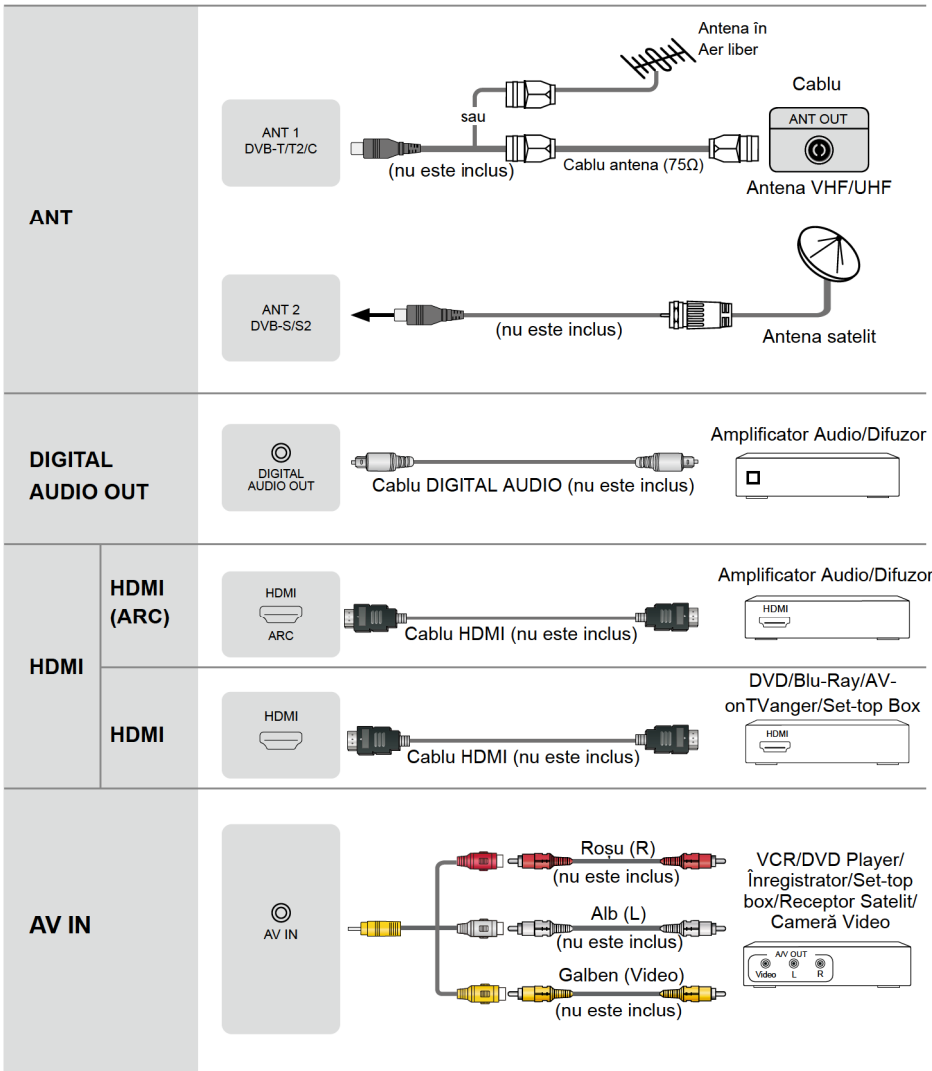 ANT
ANT 1
DVB-T/T2/C
Antena în
Aer liber
sau
(nu este inclus)
Cablu antena (75Ω)
Cablu
ANT OUT
Antena VHF/UHF
ANT 2
DVB-S/S2
(nu este inclus)
Antena satelit
DIGITAL
AUDIO OUT
DIGITAL
AUDIO OUT
Cablu DIGITAL AUDIO (nu este inclus)
Amplificator Audio/Difuzor
HDMI
HDMI
(ARC)
HDMI
ARC
Cablu HDMI (nu este inclus)
Amplificator Audio/Difuzor
HDMI
HDMI
HDMI
Cablu HDMI (nu este inclus)
DVD/Blu-Ray/AV-
onTVanger/Set-top Box
HDMI
AV IN
AV IN
Roșu (R)
(nu este inclus)
Alb (L)
(nu este inclus)
Galben (Video)
(nu este inclus)
VCR/DVD Player/
Înregistrator/Set-top
box/Receptor Satelit/
Cameră Video
A/V OUT
Video L R